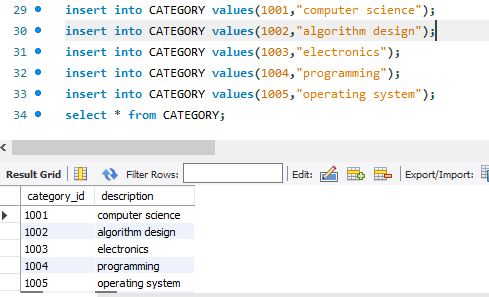 29 insert into CATEGORY values(1001,"computer science");
30 insert into CATEGORY values(1002,"algorithm design");
31 insert into CATEGORY values(1003,"electronics");
32 insert into CATEGORY values(1004,"programming");
33 insert into CATEGORY values(1005,"operating system");
34 select * from CATEGORY;
Result Grid Filter Rows: Edit: Export/Import:
category_id description
1001 computer science
1002 algorithm design
1003 electronics
1004 programming
1005 operating system